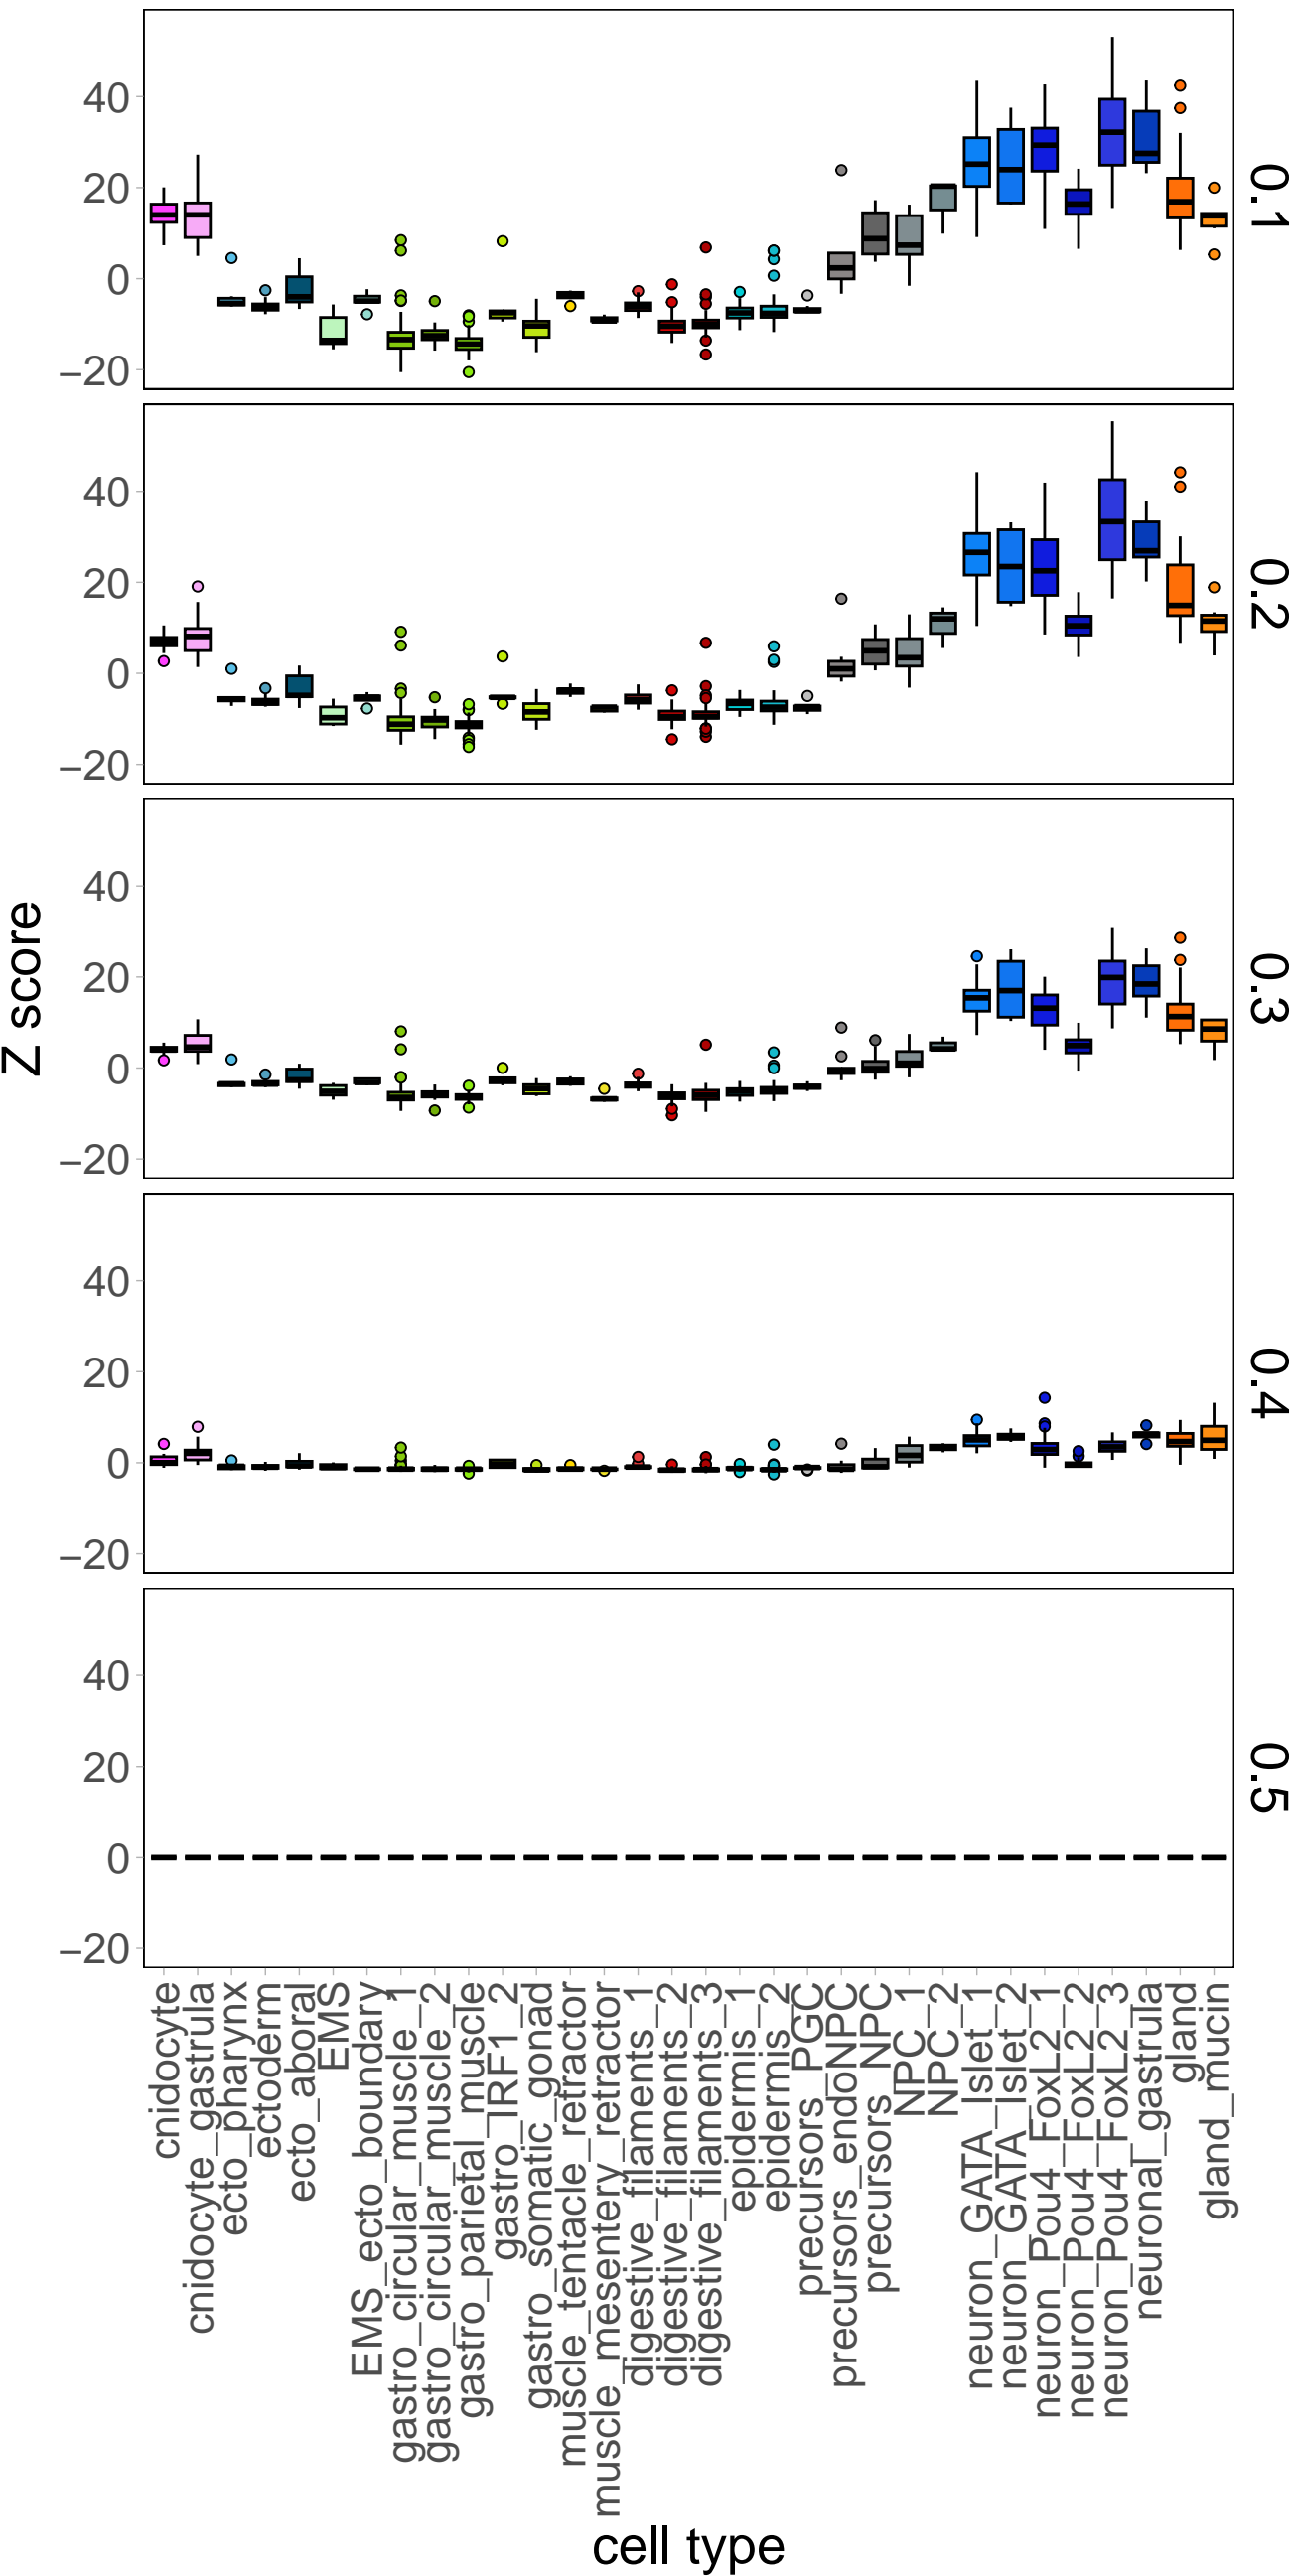 40
20
0
−20
0.1
40
20
0
−20
0.2
40
20
0
−20
0.3
40
20
0
−20
0.4
40
20
0
−20
0.5
Z score
cnidocyte
cnidocyte_gastrula
ecto_pharynx
ectoderm
ecto_aboral
EMS
EMS_ecto_boundary
gastro_circular_muscle_1
gastro_circular_muscle_2
gastro_parietal_muscle
gastro_IRF1_2
gastro_somatic_gonad
muscle_tentacle_retractor
muscle_mesentery_retractor
digestive_filaments_1
digestive_filaments_2
digestive_filaments_3
epidermis_1
epidermis_2
precursors_PGC
precursors_endoNPC
precursors_NPC
NPC_1
NPC_2
neuron_GATA_Islet_1
neuron_GATA_Islet_2
neuron_Pou4_FoxL2_1
neuron_Pou4_FoxL2_2
neuron_Pou4_FoxL2_3
neuronal_gastrula
gland
gland_mucin
cell type